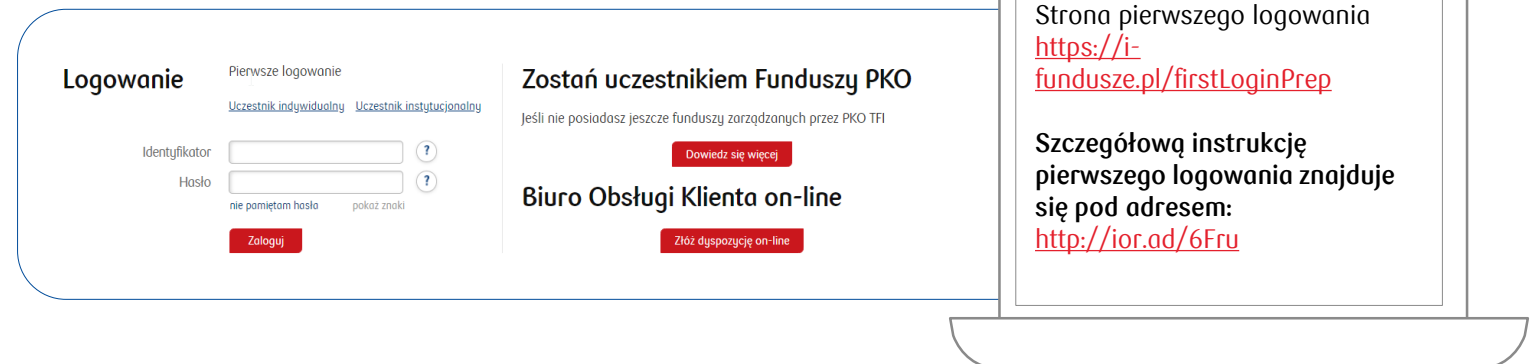 Logowanie
Pierwsze logowanie
Uczestnik indywidualny Uczestnik instytucjonalny
Identyfikator ?
Hasło ?
nie pamiętam hasła pokaż znaki
Zaloguj
Zostań uczestnikiem Funduszy PKO
Jeśli nie posiadasz jeszcze funduszy zarządzanych przez PKO TFI
Dowiedz się więcej
Biuro Obsługi Klienta on-line
Złóż dyspozycję on-line
Strona pierwszego logowania
https://i-
fundusze.pl/firstLoginPrep
Szczegółową instrukcję
pierwszego logowania znajduje
się pod adresem:
http://ior.ad/6Fru